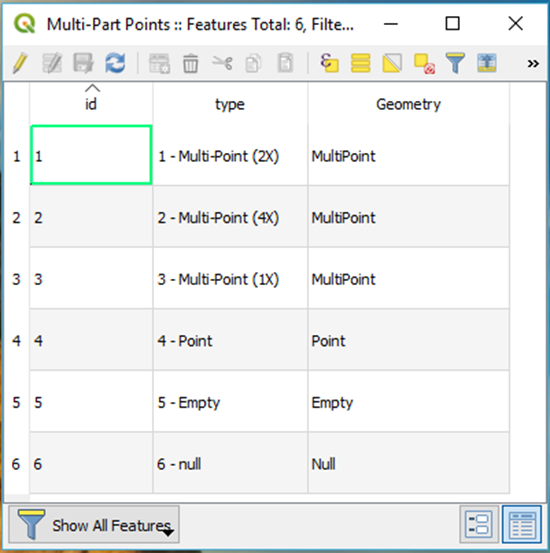 Multi-Part Points :: Features Total: 6, Filte...
»
id type Geometry
1 1 1 - Multi-Point (2X) MultiPoint
2 2 2 - Multi-Point (4X) MultiPoint
3 3 3 - Multi-Point (1X) MultiPoint
4 4 4 - Point Point
5 5 5 - Empty Empty
6 6 6 - null Null
Show All Features